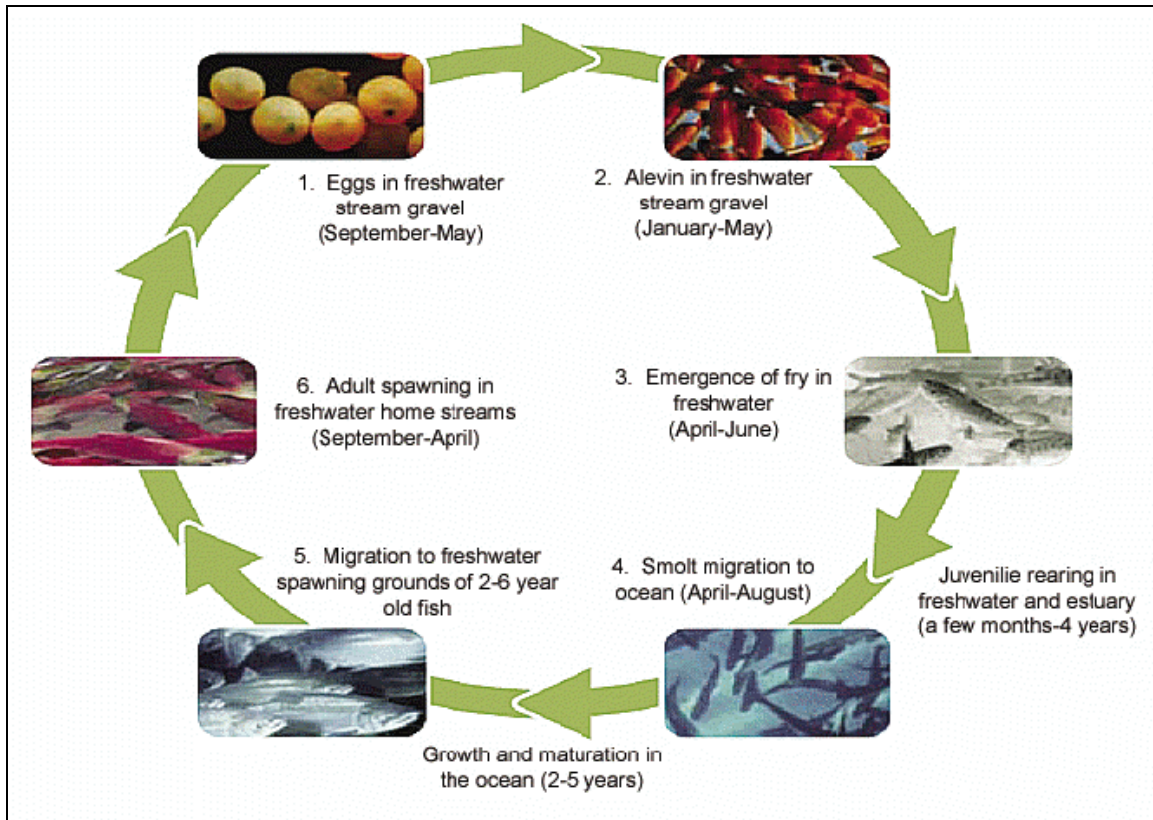 1. Eggs in freshwater
stream gravel
(September-May)
2. Alevin in freshwater
stream gravel
(January-May)
3. Emergence of fry in
freshwater
(April-June)
Juvenilie rearing in
freshwater and estuary
(a few months-4 years)
4. Smolt migration to
ocean (April-August)
Growth and maturation in
the ocean (2-5 years)
5. Migration to freshwater
spawning grounds of 2-6 year
old fish
6. Adult spawning in
freshwater home streams
(September-April)